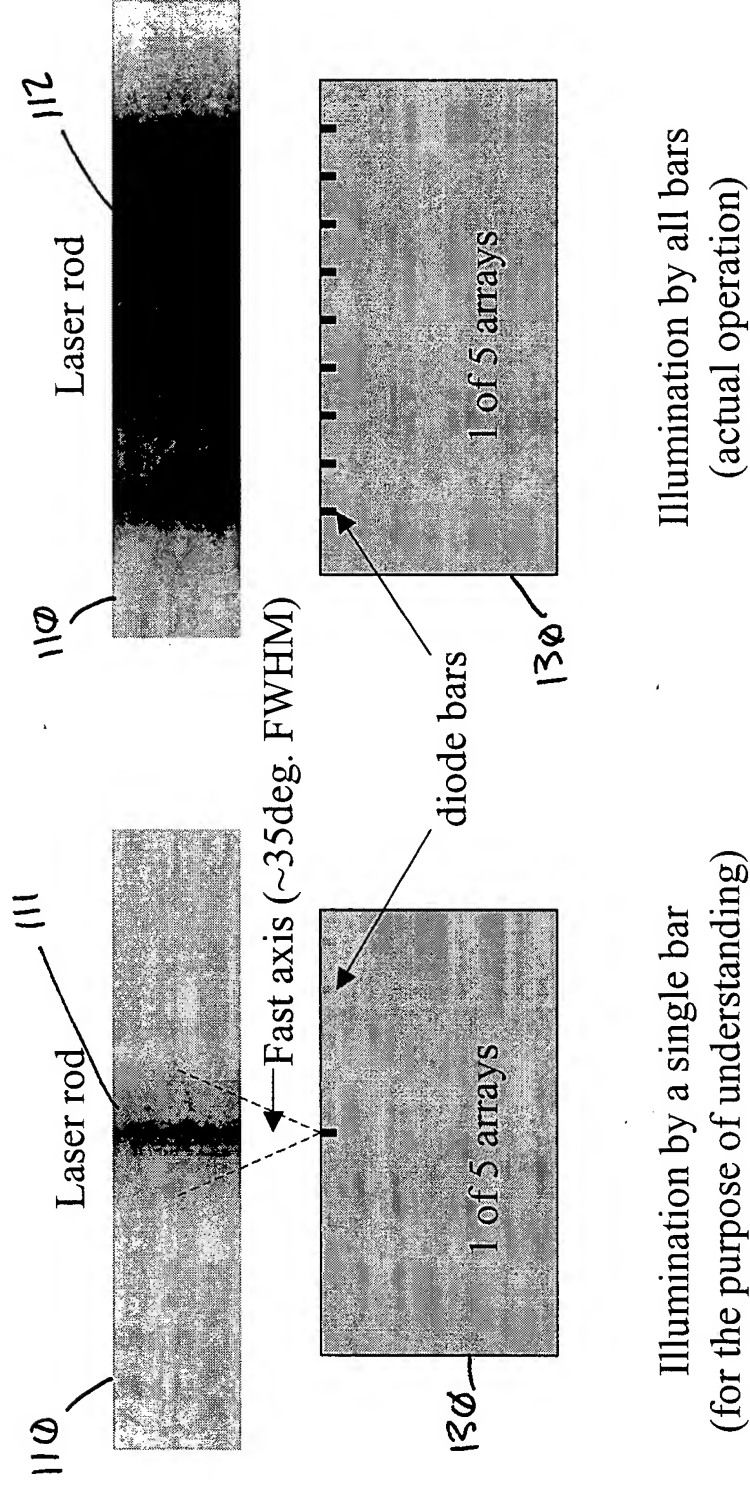 110
Laser rod
111
Fast axis (~35deg. FWHM)
1 of 5 arrays
130
Illumination by a single bar
(for the purpose of understanding)
diode bars
110
Laser rod
112
1 of 5 arrays
130
Illumination by all bars
(actual operation)